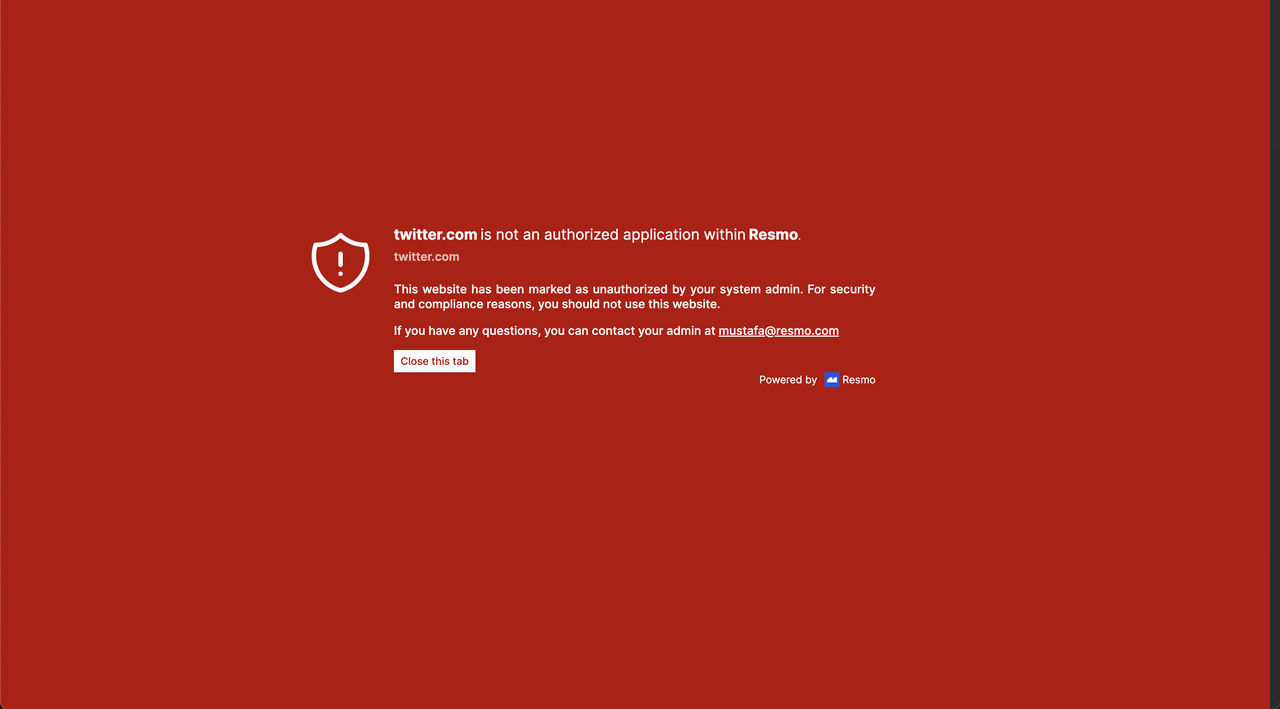 twitter.com is not an authorized application within Resmo.
twitter.com
This website has been marked as unauthorized by your system admin. For security
and compliance reasons, you should not use this website.
If you have any questions, you can contact your admin at mustafa@resmo.com
Close this tab
Powered by Resmo